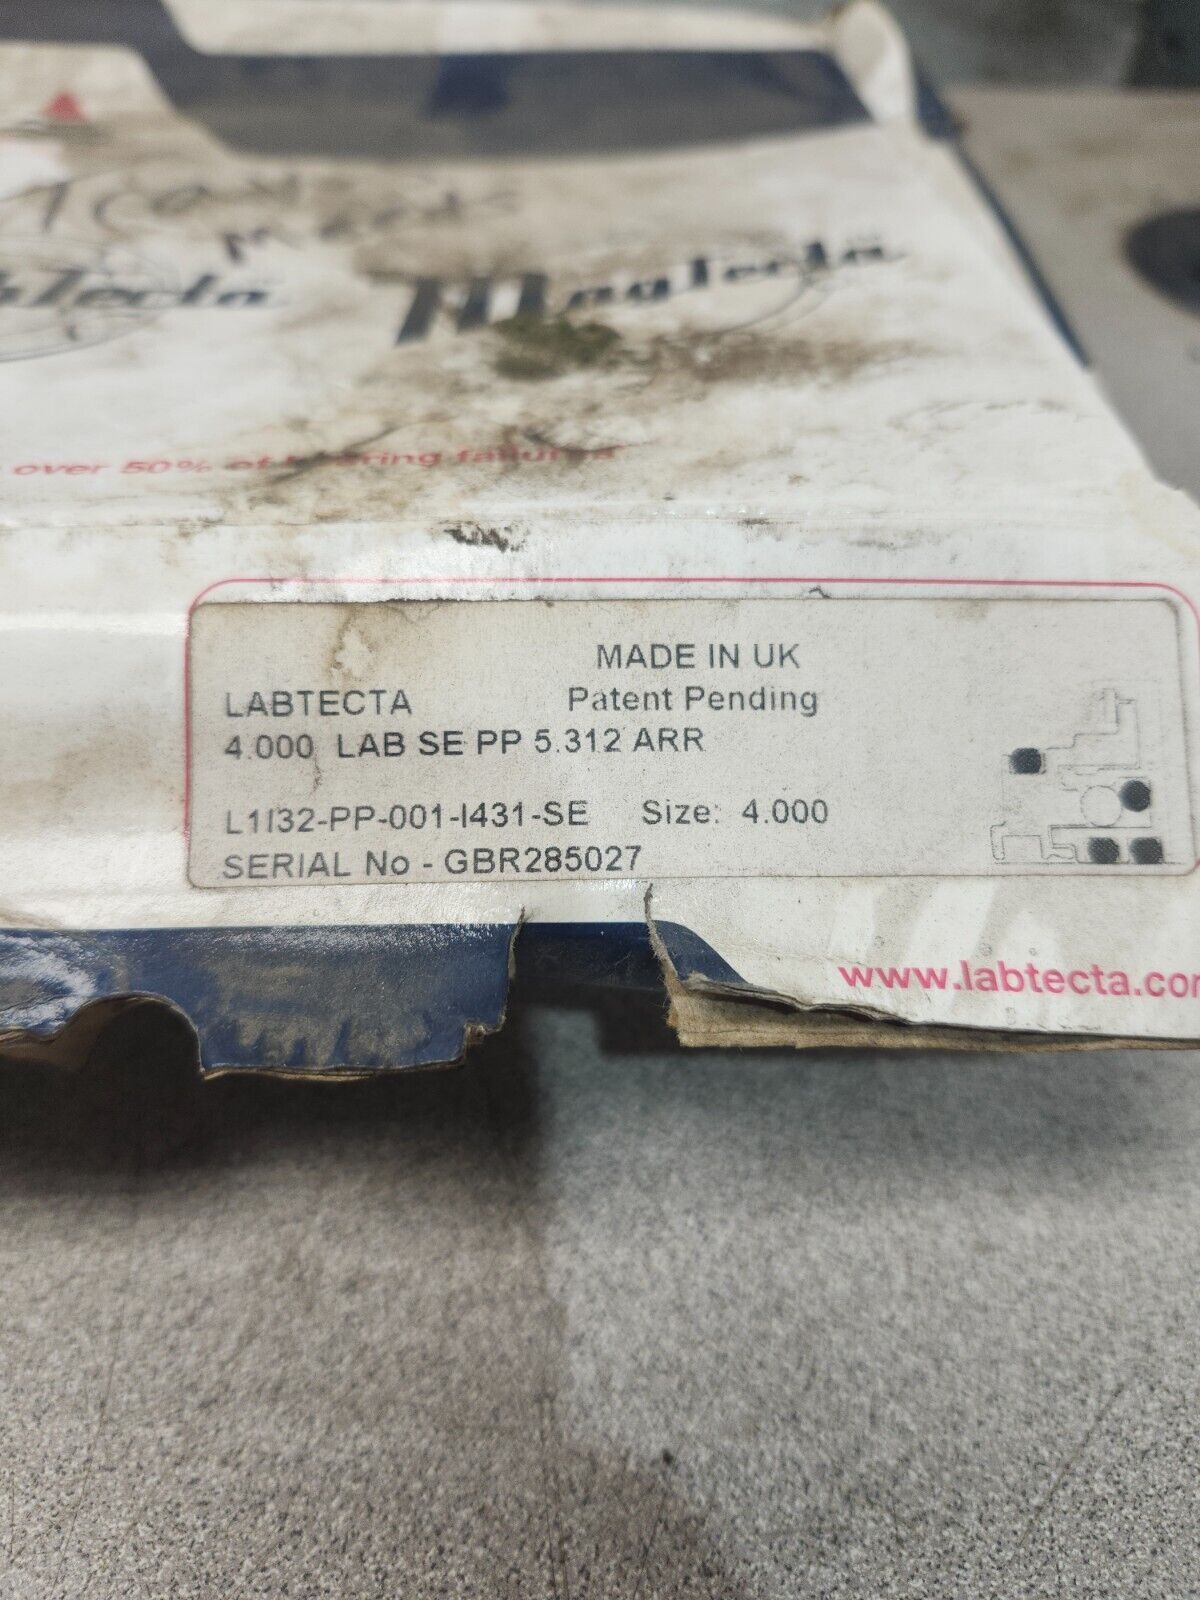 MagTecta
over 50% of bearing failures
MADE IN UK
LABTECTA Patent Pending
4.000 LAB SE PP 5.312 ARR
L1I32-PP-001-I431-SE Size: 4.000
SERIAL No - GBR285027
www.labtecta.co